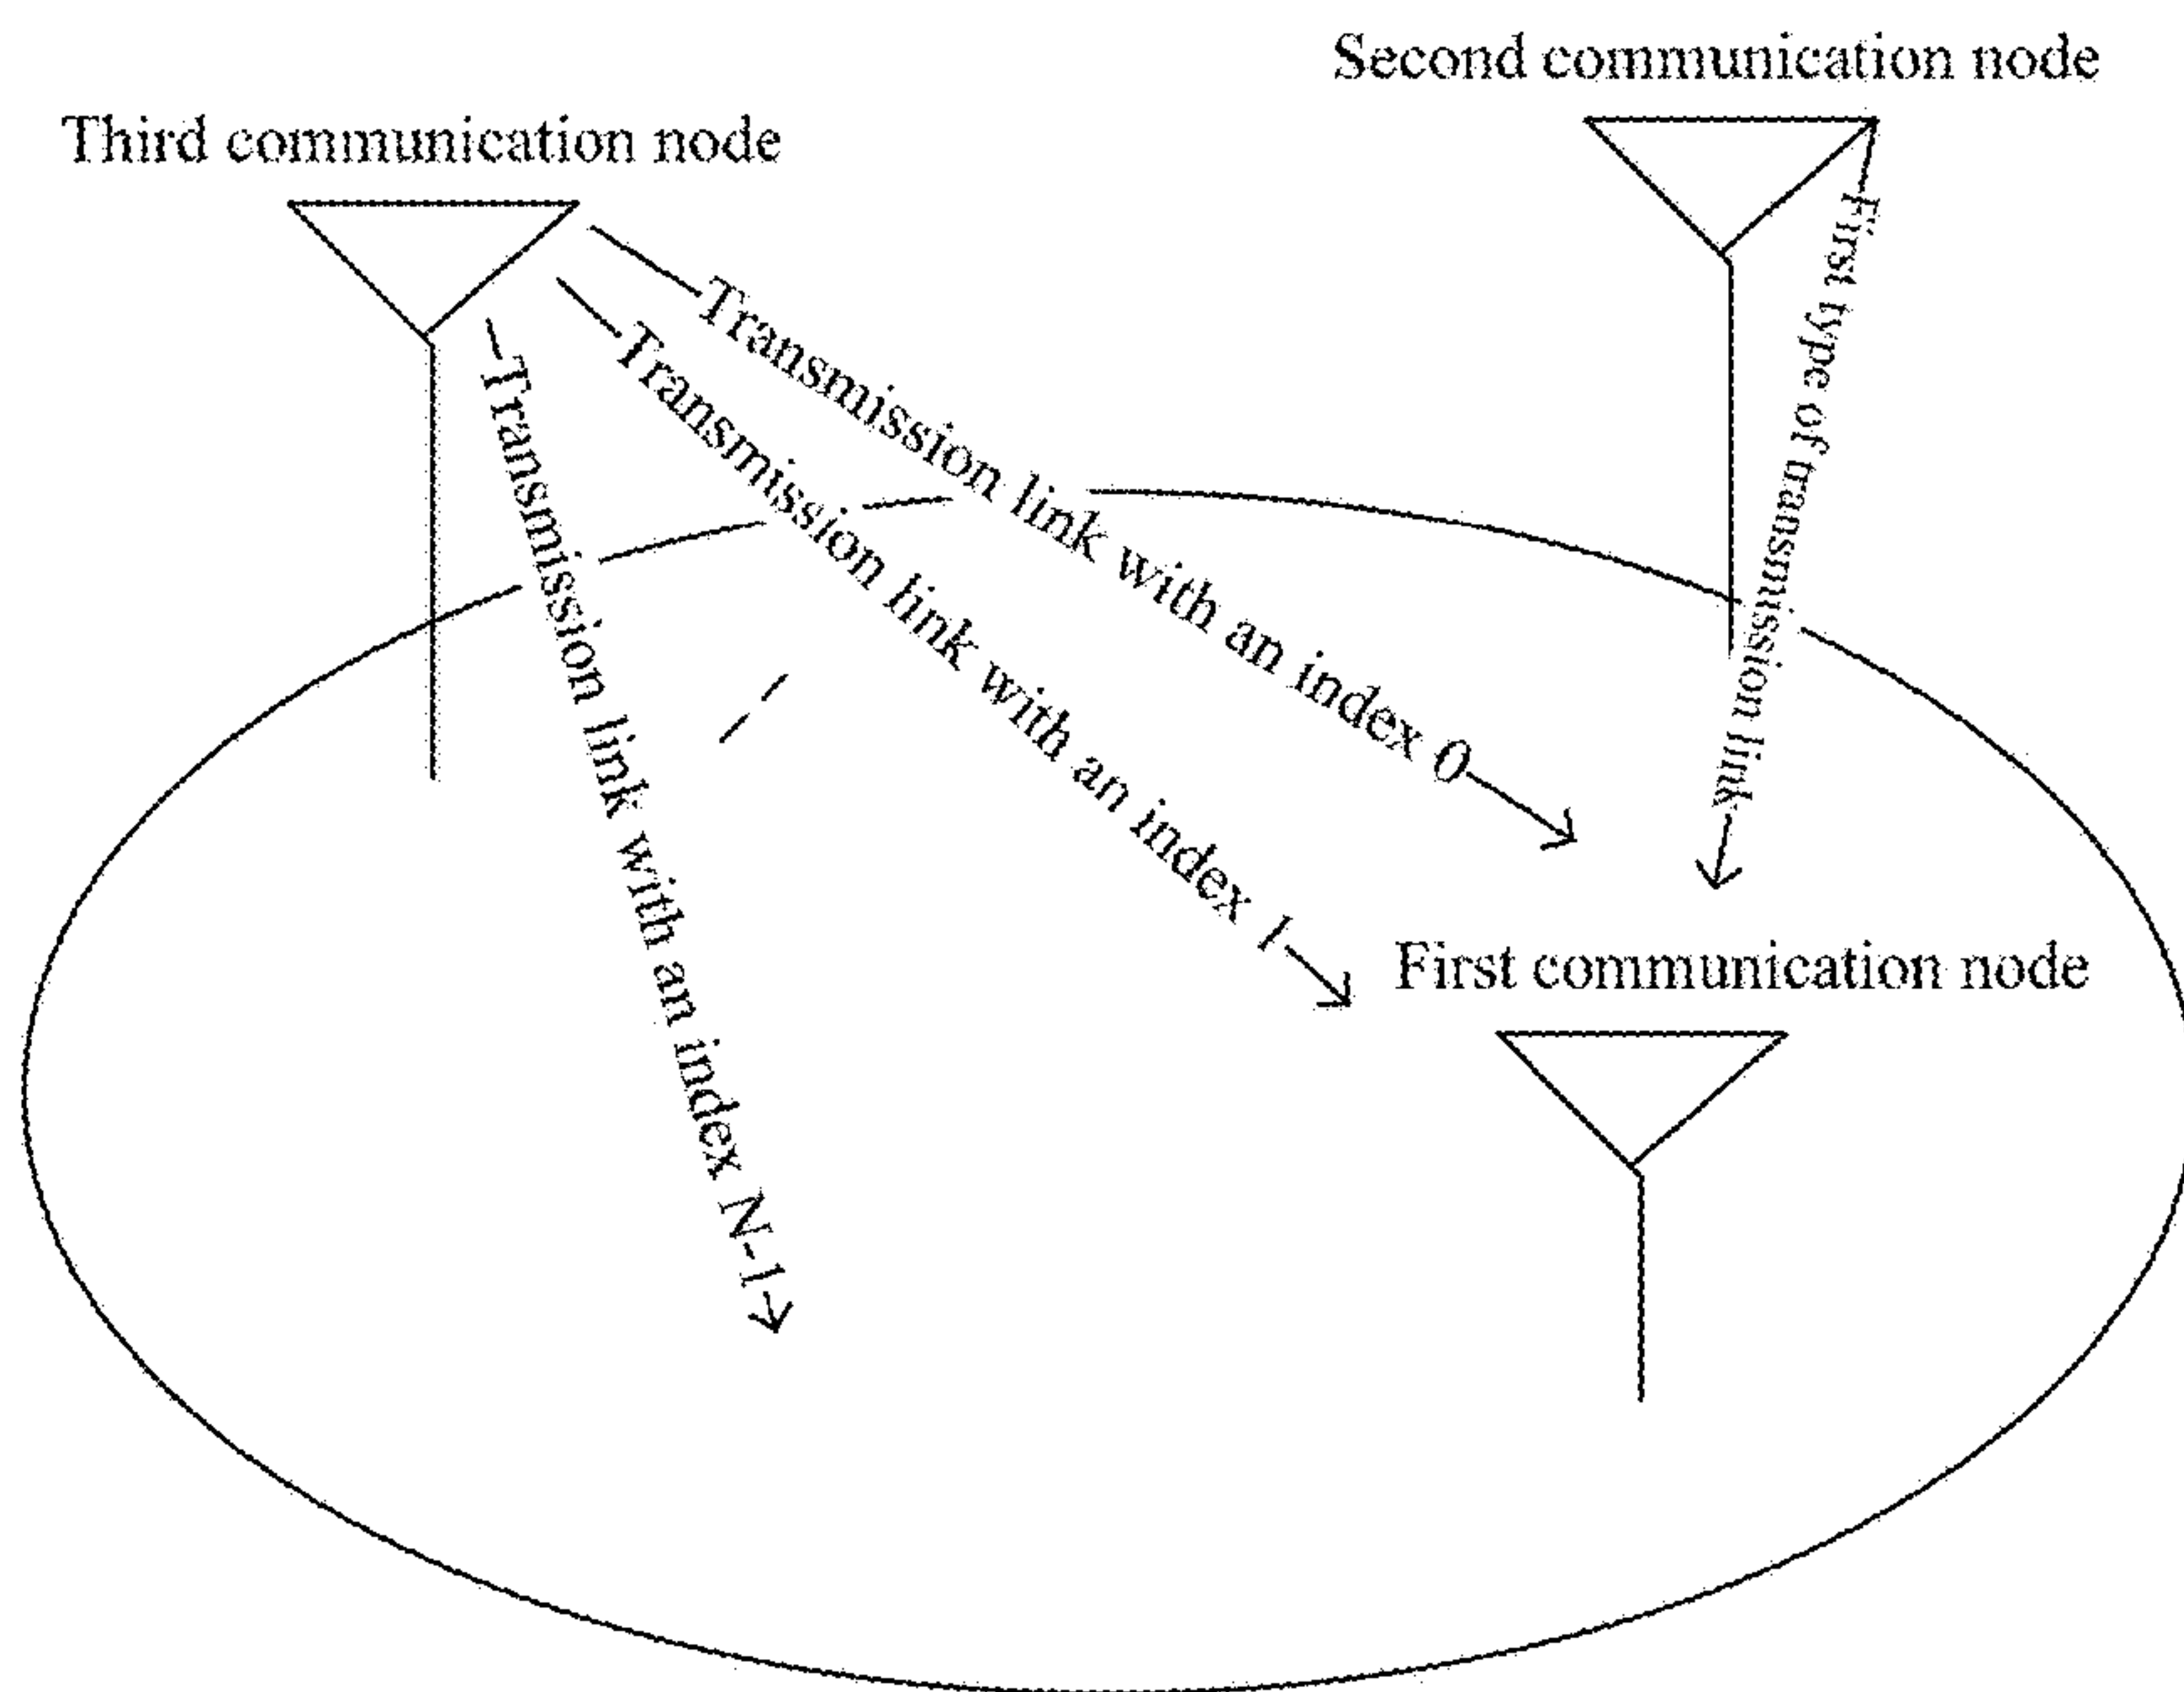 Second communication node
Third communication node
First type of transmission link
Transmission link with an index 0
Transmission link with an index 1
Transmission link with an index N-1
First communication node